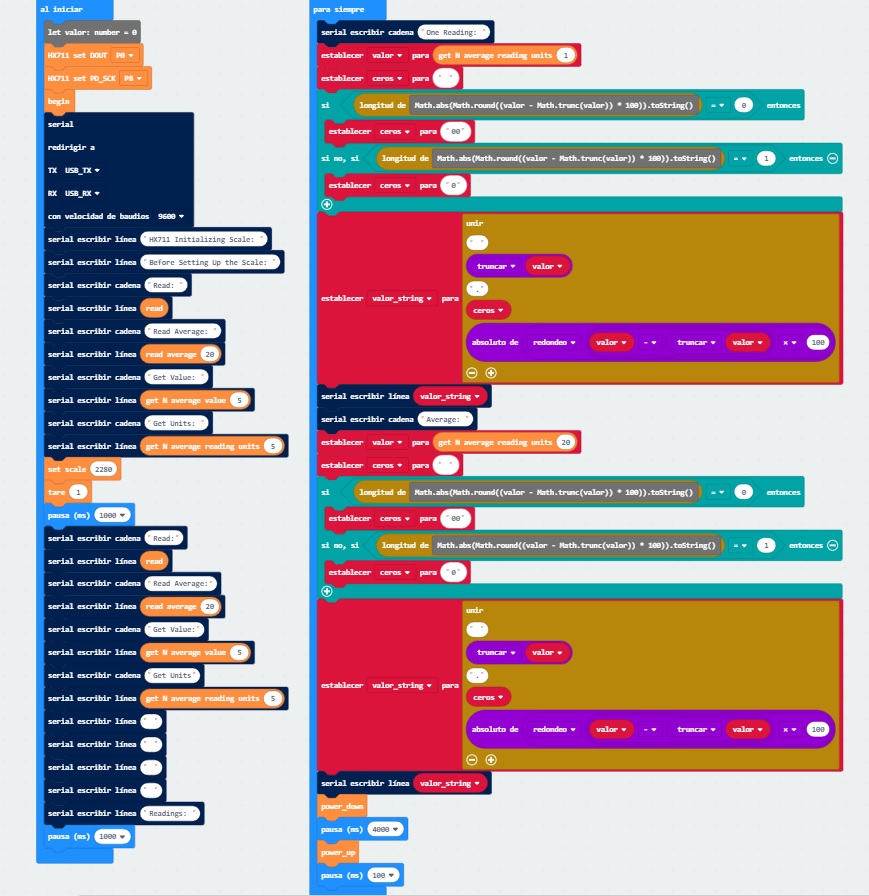 al iniciar
let valor: number = 0
HX711 set DOUT P0
HX711 set PD_SCK P8
begin
serial
redirigir a
TX USB_TX
RX USB_RX
con velocidad de baudios 9600
serial escribir línea "HX711 Initializing Scale: "
serial escribir línea "Before Setting Up the Scale: "
serial escribir cadena "Read: "
serial escribir línea read
serial escribir cadena "Read Average: "
serial escribir línea read average 20
serial escribir cadena "Get Value: "
serial escribir línea get N average value 5
serial escribir cadena "Get Units: "
serial escribir línea get N average reading units 5
set scale 2280
tare 1
pausa (ms) 1000
serial escribir cadena "Read:"
serial escribir línea read
serial escribir cadena "Read Average:"
serial escribir línea read average 20
serial escribir cadena "Get Value:"
serial escribir línea get N average value 5
serial escribir cadena "Get Units"
serial escribir línea get N average reading units 5
serial escribir línea " "
serial escribir línea " "
serial escribir línea " "
serial escribir línea " "
serial escribir línea "Readings: "
pausa (ms) 1000
para siempre
serial escribir cadena "One Reading: "
establecer valor para get N average reading units 1
establecer ceros para " "
si longitud de Math.abs(Math.round((valor - Math.trunc(valor)) * 100)).toString() = 0 entonces
establecer ceros para "00"
si no, si longitud de Math.abs(Math.round((valor - Math.trunc(valor)) * 100)).toString() = 1 entonces
establecer ceros para "0"
unir
" "
truncar valor
"."
establecer valor_string para
ceros
absoluto de redondeo valor - truncar valor × 100
serial escribir línea valor_string
serial escribir cadena "Average: "
establecer valor para get N average reading units 20
establecer ceros para " "
si longitud de Math.abs(Math.round((valor - Math.trunc(valor)) * 100)).toString() = 0 entonces
establecer ceros para "00"
si no, si longitud de Math.abs(Math.round((valor - Math.trunc(valor)) * 100)).toString() = 1 entonces
establecer ceros para "0"
unir
" "
truncar valor
"."
establecer valor_string para
ceros
absoluto de redondeo valor - truncar valor × 100
serial escribir línea valor_string
power_down
pausa (ms) 4000
power_up
pausa (ms) 100